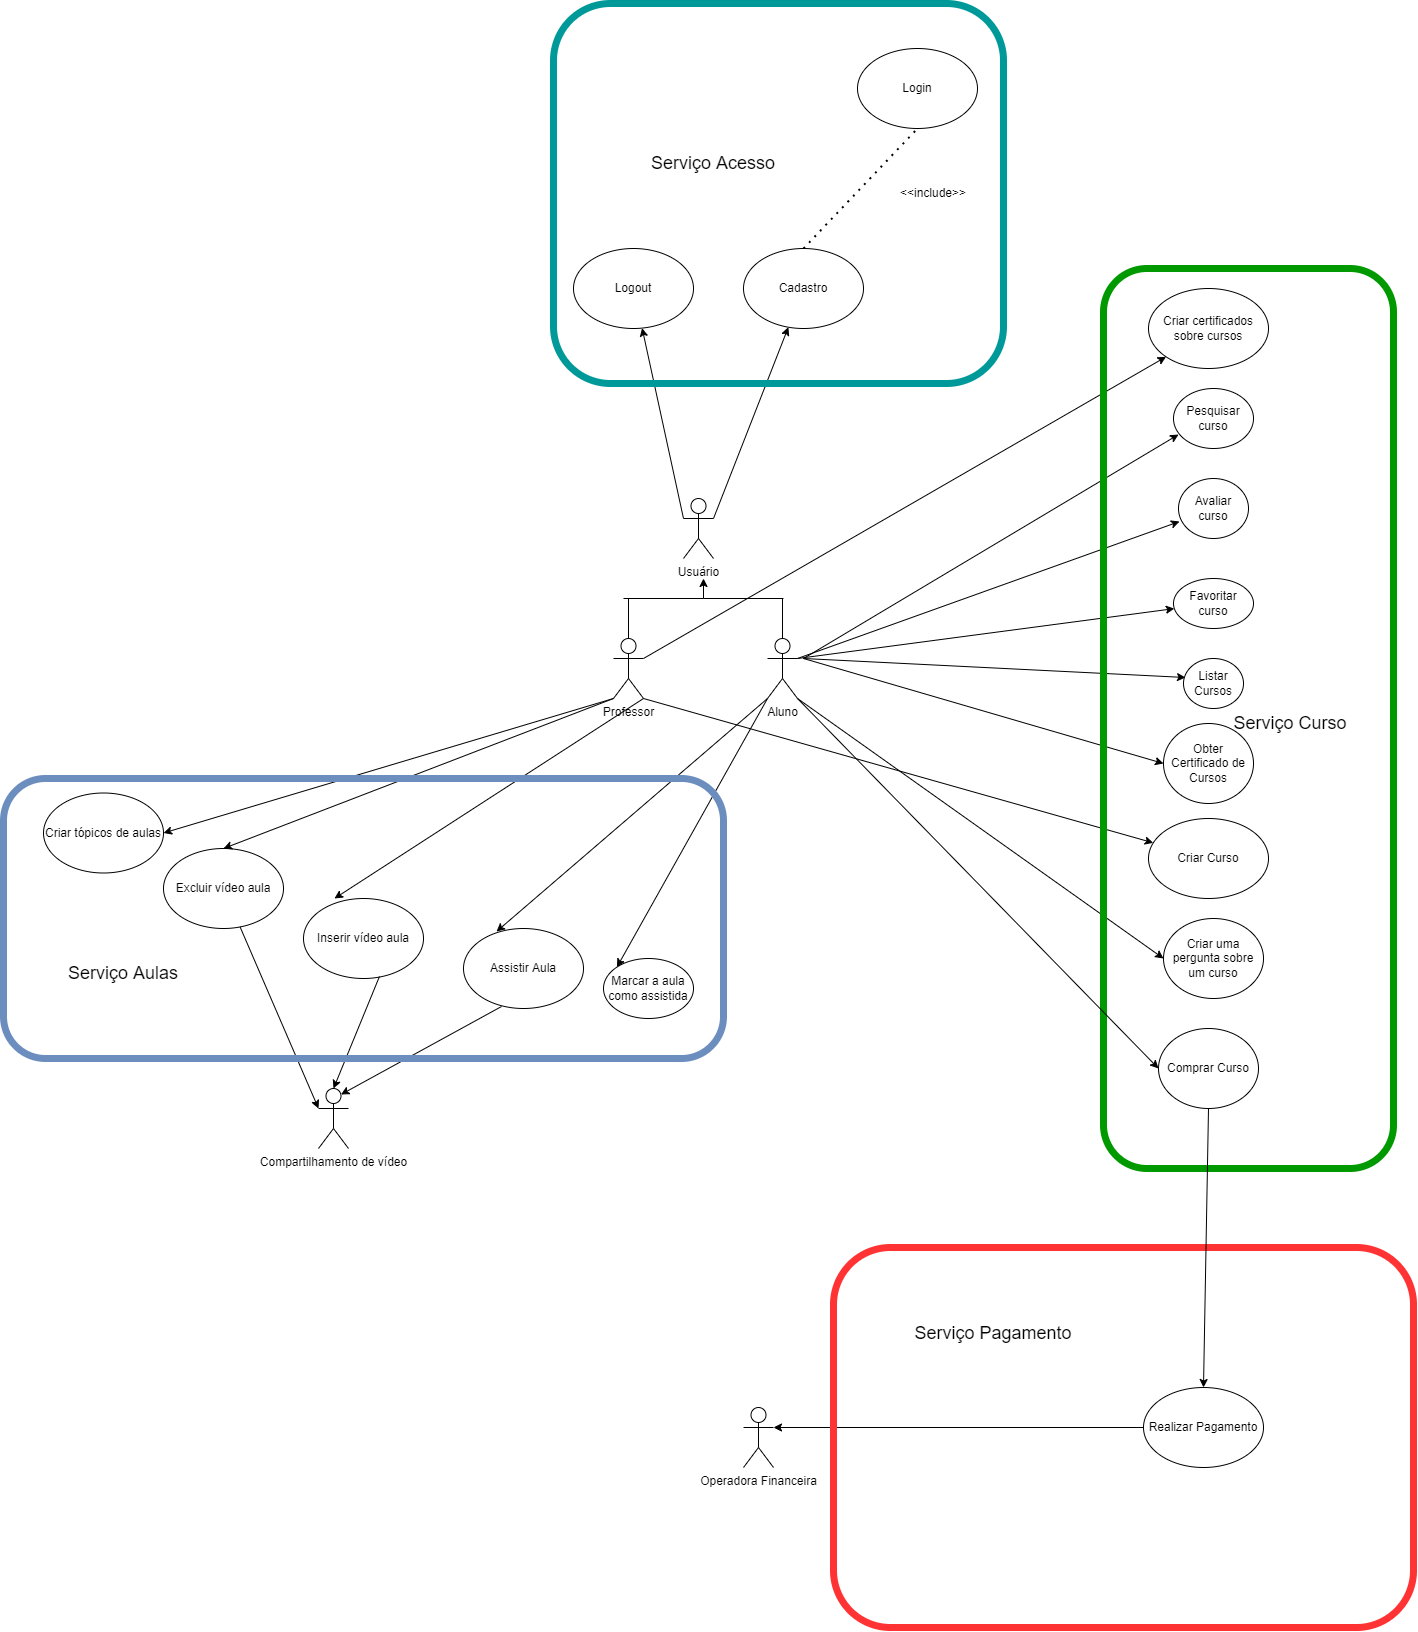 Login
Serviço Acesso
<<include>>
Logout
Cadastro
Criar certificados
sobre cursos
Pesquisar
curso
Avaliar
curso
Usuário
Favoritar
curso
Listar
Cursos
Professor
Aluno
Serviço Curso
Obter
Certificado de
Cursos
Criar tópicos de aulas
Criar Curso
Excluir vídeo aula
Inserir vídeo aula
Criar uma
pergunta sobre
um curso
Serviço Aulas
Assistir Aula
Marcar a aula
como assistida
Comprar Curso
Compartilhamento de vídeo
Serviço Pagamento
Realizar Pagamento
Operadora Financeira